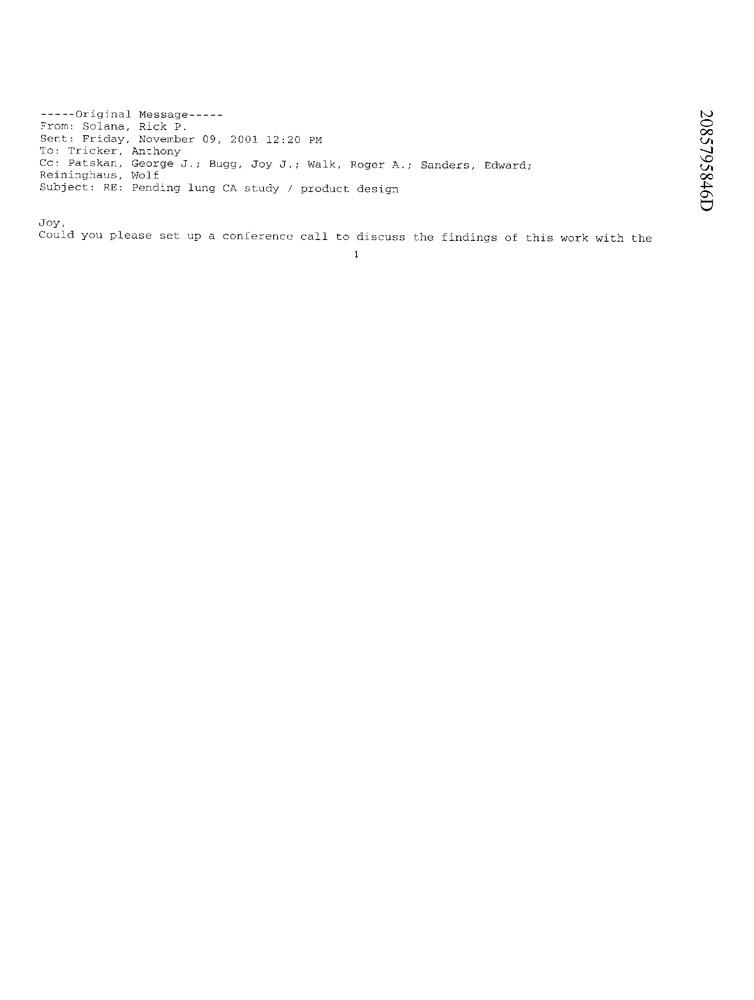 -----Original Message-----
From: Solana, Rick P.
Sent: Friday, November 09, 2001 12:20 PM
To: Tricker, Anthony
Cc: Patskan, George J.; Bugg, Joy J.; Walk, Roger A.; Sanders, Edward;
Reininghaus, Wolf
Subject: RE: Pending lung CA study / product design
Joy,
Could you please set up a conference call to discuss the findings of this work with the
1
2085795846D